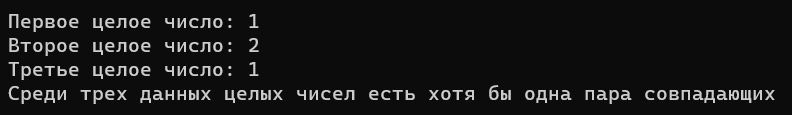 Первое целое число: 1
Второе целое число: 2
Третье целое число: 1
Среди трех данных целых чисел есть хотя бы одна пара совпадающих